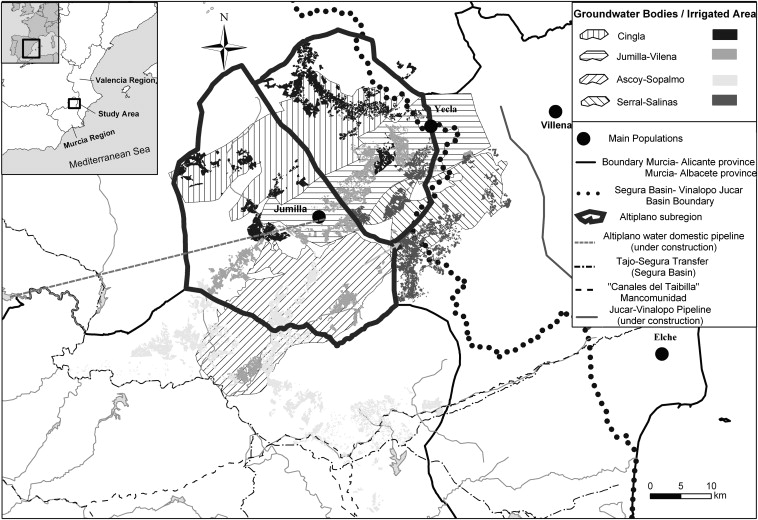 N
Valencia Region
Study Area
Murcia Region
Mediterranean Sea
Yecla
Villena
Jumilla
Elche
Groundwater Bodies / Irrigated Area
Cingla
Jumilla-Vilena
Ascoy-Sopalmo
Serral-Salinas
Main Populations
Boundary Murcia- Alicante province
Murcia- Albacete province
Segura Basin- Vinalopo Jucar
Basin Boundary
Altiplano subregion
Altiplano water domestic pipeline
(under construction)
Tajo-Segura Transfer
(Segura Basin)
"Canales del Taibilla"
Mancomunidad
Jucar-Vinalopo Pipeline
(under construction)
0 5 10
km